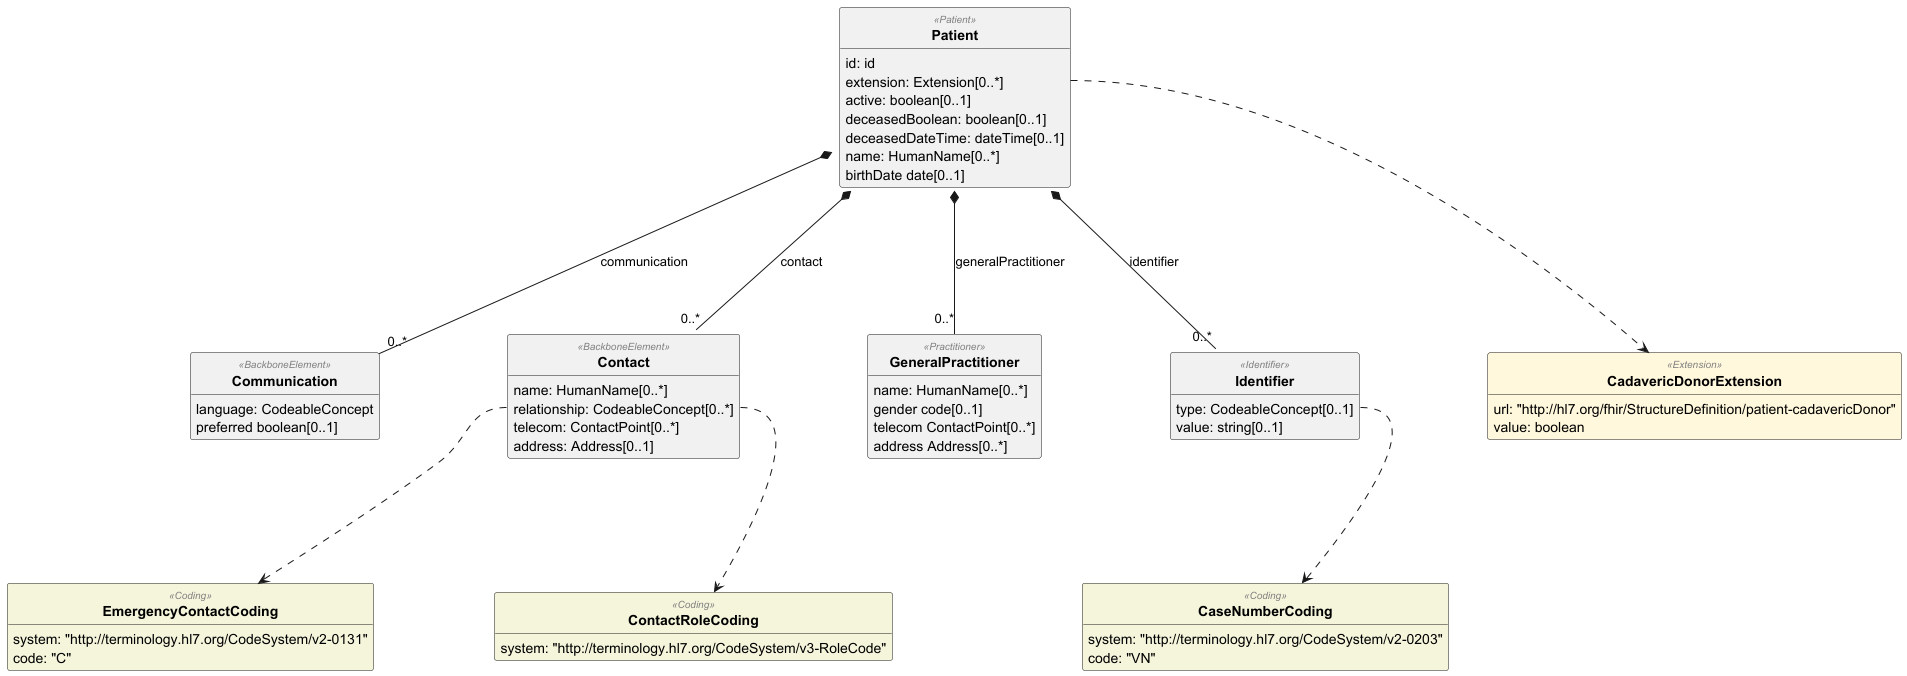 «Patient»
Patient
id: id
extension: Extension[0..*]
active: boolean[0..1]
deceasedBoolean: boolean[0..1]
deceasedDateTime: dateTime[0..1]
name: HumanName[0..*]
birthDate date[0..1]
communication
contact
generalPractitioner
identifier
0..*
0..*
0..*
0..*
«BackboneElement»
Communication
language: CodeableConcept
preferred boolean[0..1]
«BackboneElement»
Contact
name: HumanName[0..*]
relationship: CodeableConcept[0..*]
telecom: ContactPoint[0..*]
address: Address[0..1]
«Practitioner»
GeneralPractitioner
name: HumanName[0..*]
gender code[0..1]
telecom ContactPoint[0..*]
address Address[0..*]
«Identifier»
Identifier
type: CodeableConcept[0..1]
value: string[0..1]
«Extension»
CadavericDonorExtension
url: "http://hl7.org/fhir/StructureDefinition/patient-cadavericDonor"
value: boolean
«Coding»
EmergencyContactCoding
system: "http://terminology.hl7.org/CodeSystem/v2-0131"
code: "C"
«Coding»
ContactRoleCoding
system: "http://terminology.hl7.org/CodeSystem/v3-RoleCode"
«Coding»
CaseNumberCoding
system: "http://terminology.hl7.org/CodeSystem/v2-0203"
code: "VN"